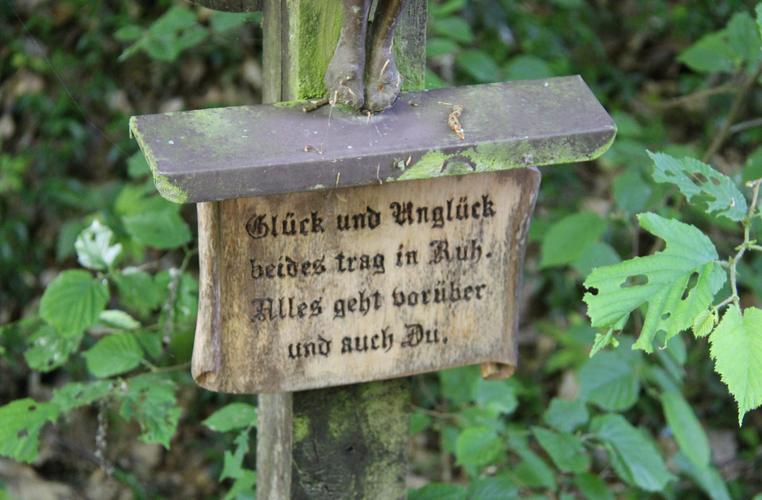 Glück und Unglück
beides trag in Ruh.
Alles geht vorüber
und auch Du.